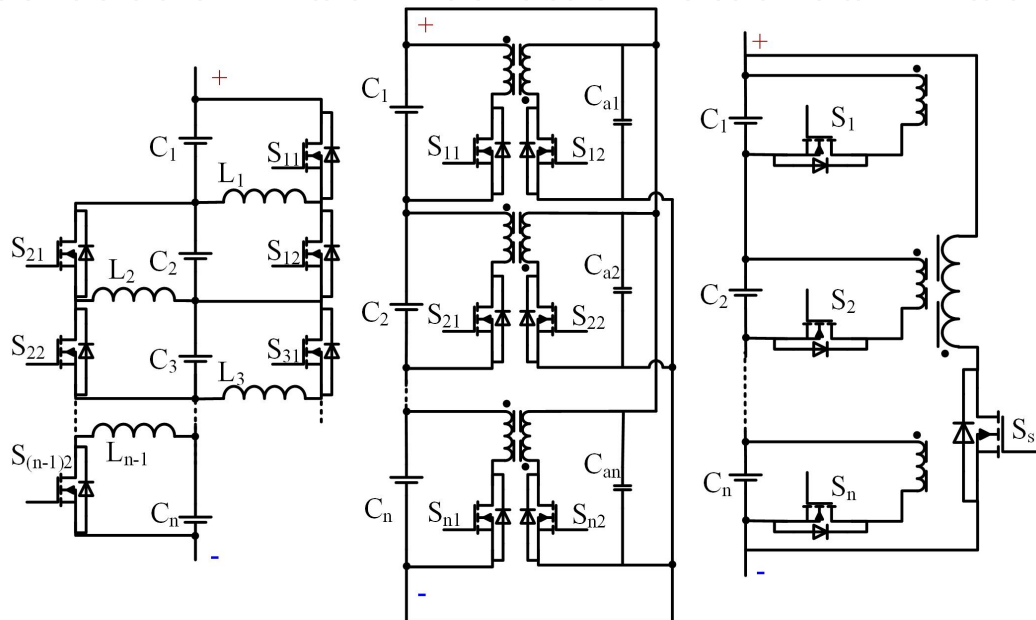 +
C1
S11
L1
S21
L2
C2
S12
S22
C3
S31
L3
S(n-1)2
Ln-1
Cn
-
+
C1
S11
S12
Ca1
C2
S21
S22
Ca2
Cn
Sn1
Sn2
Can
-
+
C1
S1
C2
S2
Cn
Sn
Ss
-